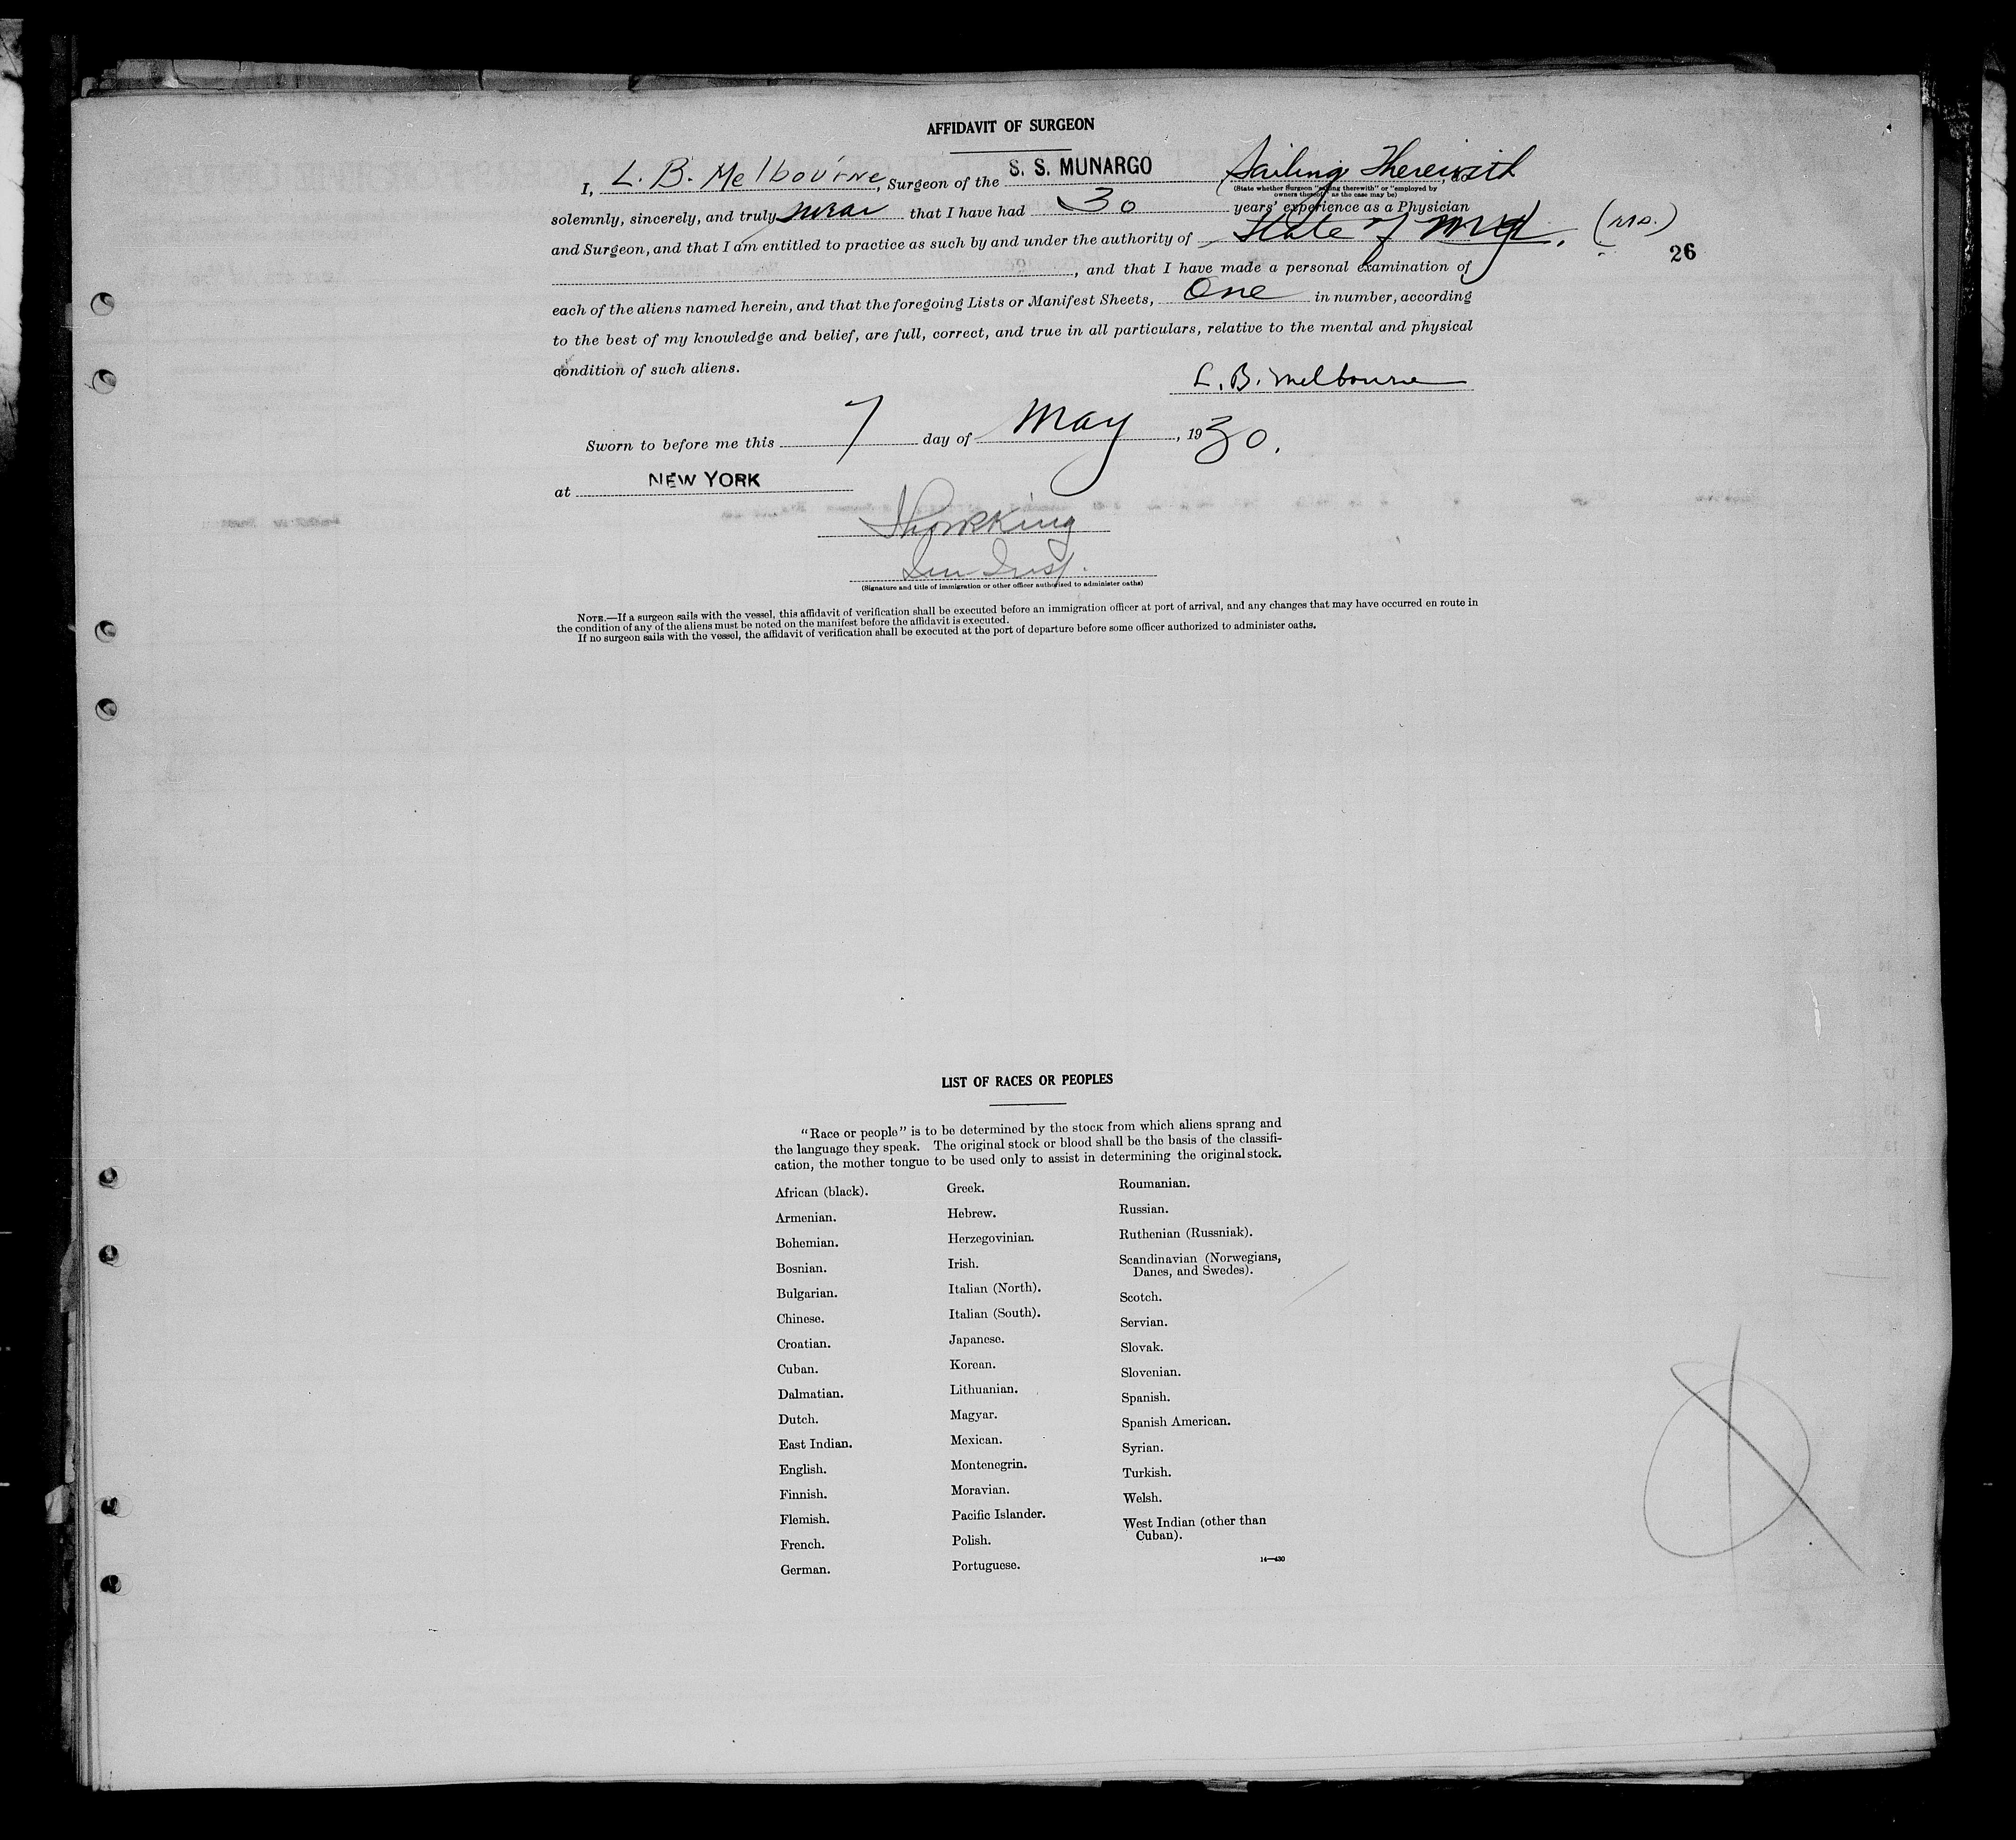 AFFIDAVIT OF SURGEON
I, L. B. Melbourne, Surgeon of the S. S. MUNARGO Sailing Therewith, do
(State whether Surgeon "sailing therewith" or "employed by
owners thereof," as the case may be)
solemnly, sincerely, and truly swear that I have had 30 years' experience as a Physician
and Surgeon, and that I am entitled to practice as such by and under the authority of State of Md. (Md.)
26
, and that I have made a personal examination of
each of the aliens named herein, and that the foregoing Lists or Manifest Sheets, One in number, according
to the best of my knowledge and belief, are full, correct, and true in all particulars, relative to the mental and physical
condition of such aliens.
L. B. Melbourne
Sworn to before me this 7 day of May, 1930.
at NEW YORK
Imm Insp.
(Signature and title of immigration or other officer authorized to administer oaths)
NOTE.—If a surgeon sails with the vessel, this affidavit of verification shall be executed before an immigration officer at port of arrival, and any changes that may have occurred en route in
the condition of any of the aliens must be noted on the manifest before the affidavit is executed.
If no surgeon sails with the vessel, the affidavit of verification shall be executed at the port of departure before some officer authorized to administer oaths.
LIST OF RACES OR PEOPLES
"Race or people" is to be determined by the stock from which aliens sprang and
the language they speak. The original stock or blood shall be the basis of the classifi-
cation, the mother tongue to be used only to assist in determining the original stock.
African (black).
Armenian.
Bohemian.
Bosnian.
Bulgarian.
Chinese.
Croatian.
Cuban.
Dalmatian.
Dutch.
East Indian.
English.
Finnish.
Flemish.
French.
German.
Greek.
Hebrew.
Herzegovinian.
Irish.
Italian (North).
Italian (South).
Japanese.
Korean.
Lithuanian.
Magyar.
Mexican.
Montenegrin.
Moravian.
Pacific Islander.
Polish.
Portuguese.
Roumanian.
Russian.
Ruthenian (Russniak).
Scandinavian (Norwegians,
Danes, and Swedes).
Scotch.
Servian.
Slovak.
Slovenian.
Spanish.
Spanish American.
Syrian.
Turkish.
Welsh.
West Indian (other than
Cuban).
14—430